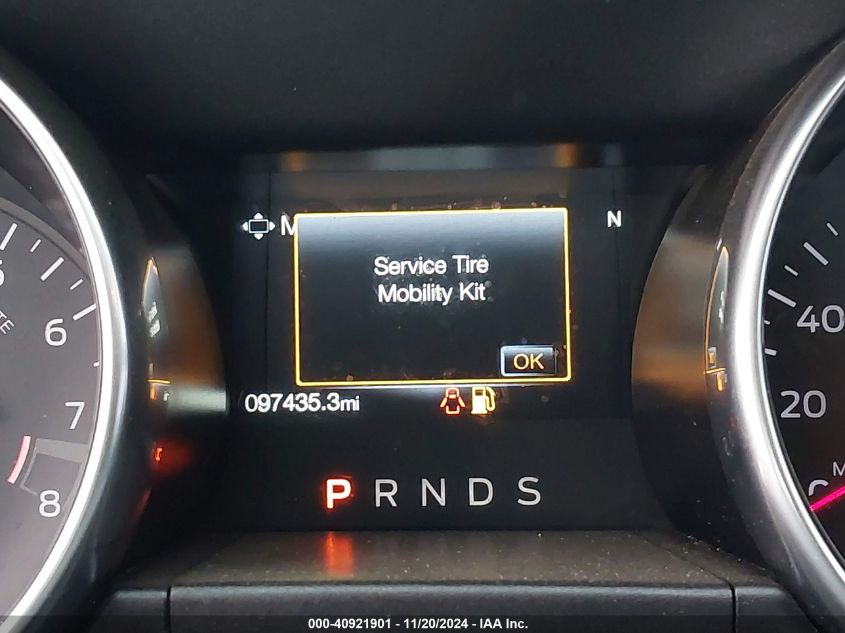 M
N
Service Tire
Mobility Kit
OK
097435.3mi
P R N D S
5
6
7
8
40
20
000-40921901 - 11/20/2024 - IAA Inc.